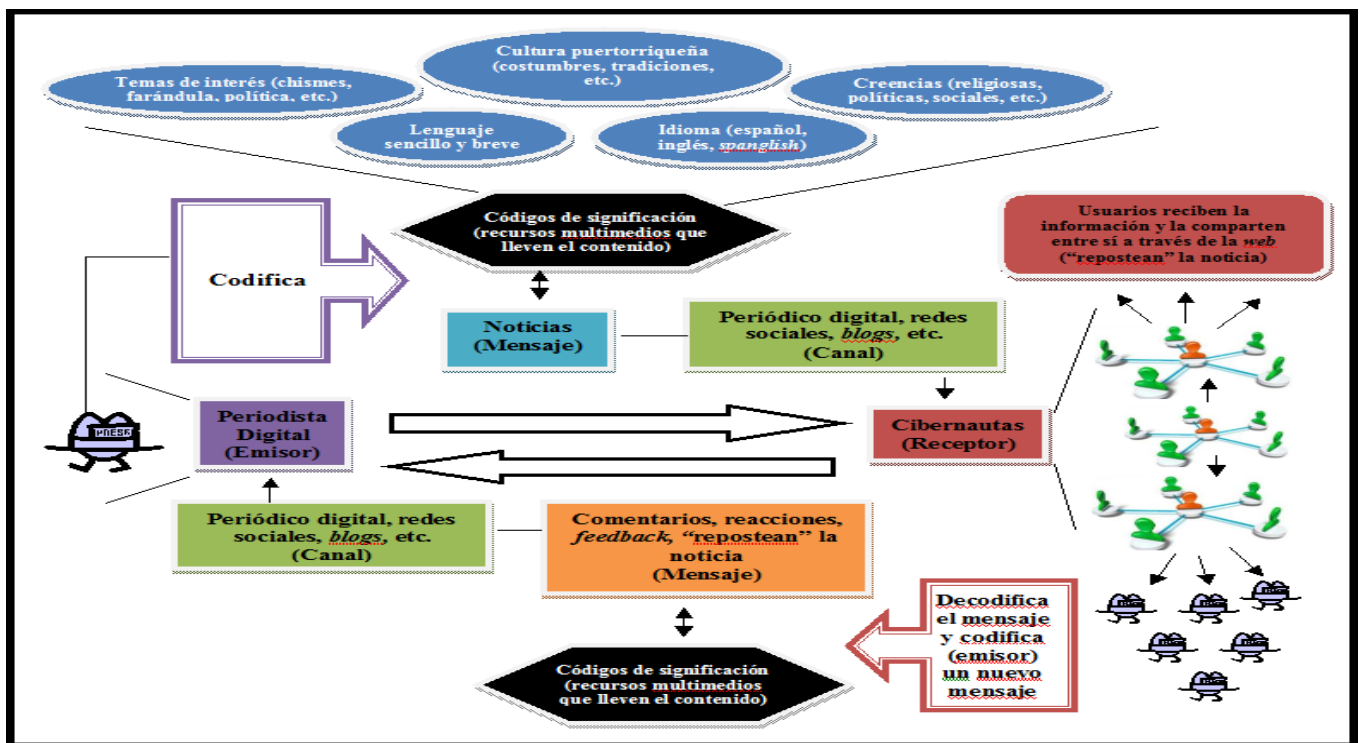 Cultura puertorriqueña
(costumbres, tradiciones,
etc.)
Temas de interés (chismes,
farándula, política, etc.)
Creencias (religiosas,
políticas, sociales, etc.)
Lenguaje
sencillo y breve
Idioma (español,
inglés, spanglish)
Códigos de significación
(recursos multimedios que
lleven el contenido)
Usuarios reciben la
información y la comparten
entre sí a través de la web
("repostean" la noticia)
Codifica
Noticias
(Mensaje)
Periódico digital, redes
sociales, blogs, etc.
(Canal)
Periodista
Digital
(Emisor)
Cibernautas
(Receptor)
Periódico digital, redes
sociales, blogs, etc.
(Canal)
Comentarios, reacciones,
feedback, "repostean" la
noticia
(Mensaje)
Decodifica
el mensaje
y codifica
(emisor)
un nuevo
mensaje
Códigos de significación
(recursos multimedios
que lleven el contenido)